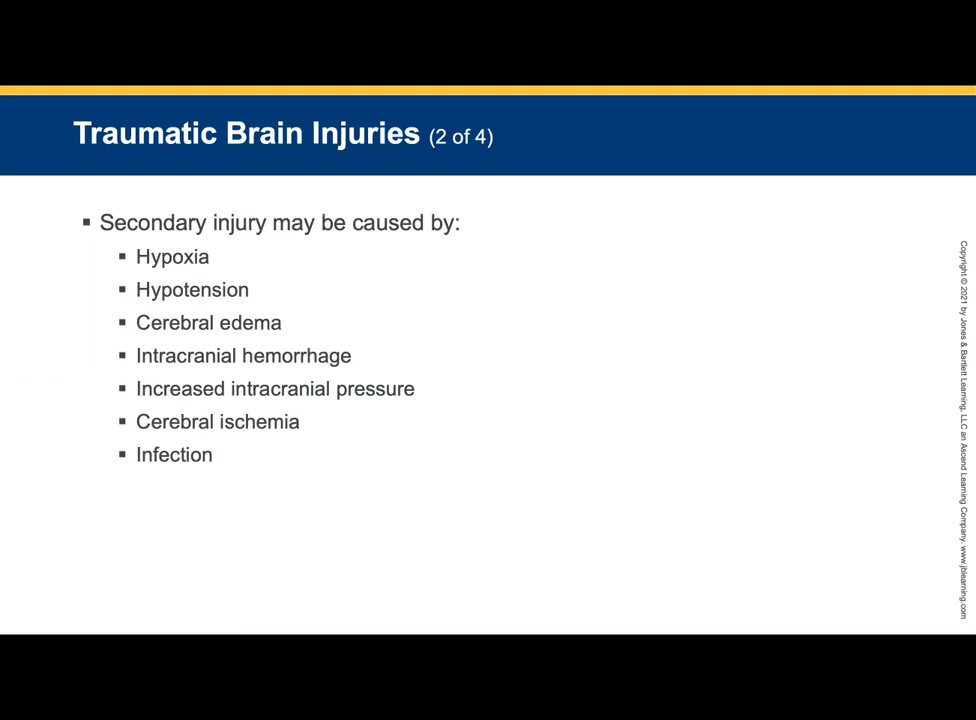 Traumatic Brain Injuries (2 of 4)
▪ Secondary injury may be caused by:
▪ Hypoxia
▪ Hypotension
▪ Cerebral edema
▪ Intracranial hemorrhage
▪ Increased intracranial pressure
▪ Cerebral ischemia
▪ Infection
Copyright © 2021 by Jones & Bartlett Learning, LLC an Ascend Learning Company. www.jblearning.com